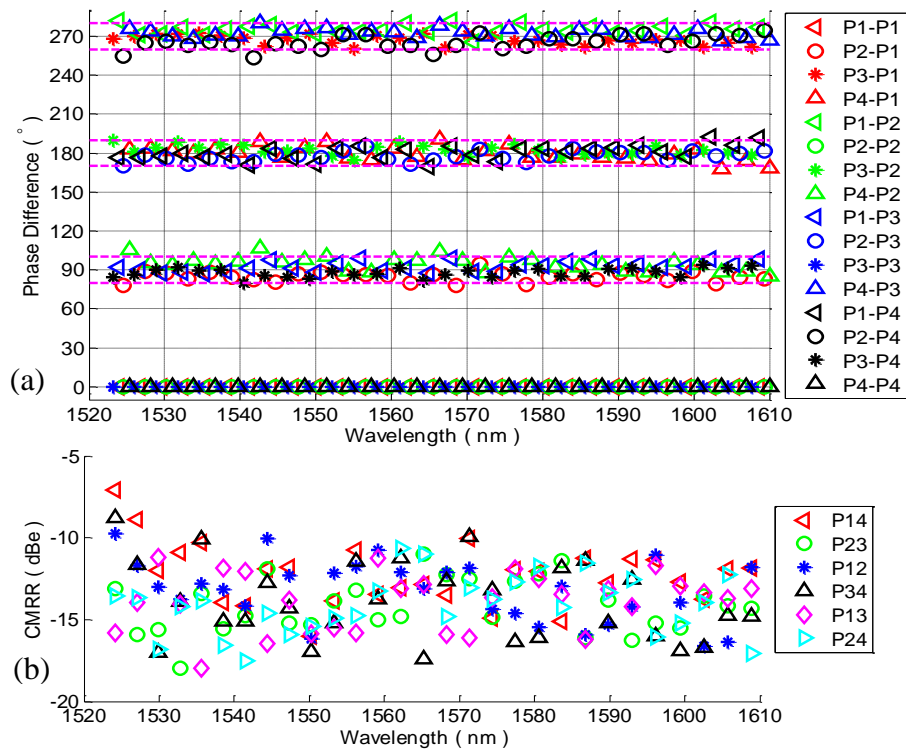 270
240
210
180
150
120
90
60
30
0
Phase Difference ( ° )
1520 1530 1540 1550 1560 1570 1580 1590 1600 1610
Wavelength ( nm )
(a)
P1-P1
P2-P1
P3-P1
P4-P1
P1-P2
P2-P2
P3-P2
P4-P2
P1-P3
P2-P3
P3-P3
P4-P3
P1-P4
P2-P4
P3-P4
P4-P4
-5
-10
-15
-20
CMRR ( dBe )
1520 1530 1540 1550 1560 1570 1580 1590 1600 1610
Wavelength ( nm )
(b)
P14
P23
P12
P34
P13
P24